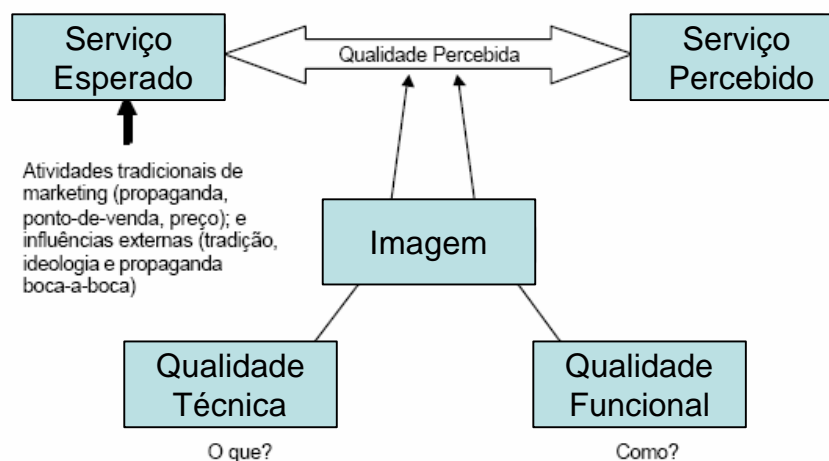 Serviço
Esperado
Qualidade Percebida
Serviço
Percebido
Atividades tradicionais de
marketing (propaganda,
ponto-de-venda, preço); e
influências externas (tradição,
ideologia e propaganda
boca-a-boca)
Imagem
Qualidade
Técnica
Qualidade
Funcional
O que?
Como?